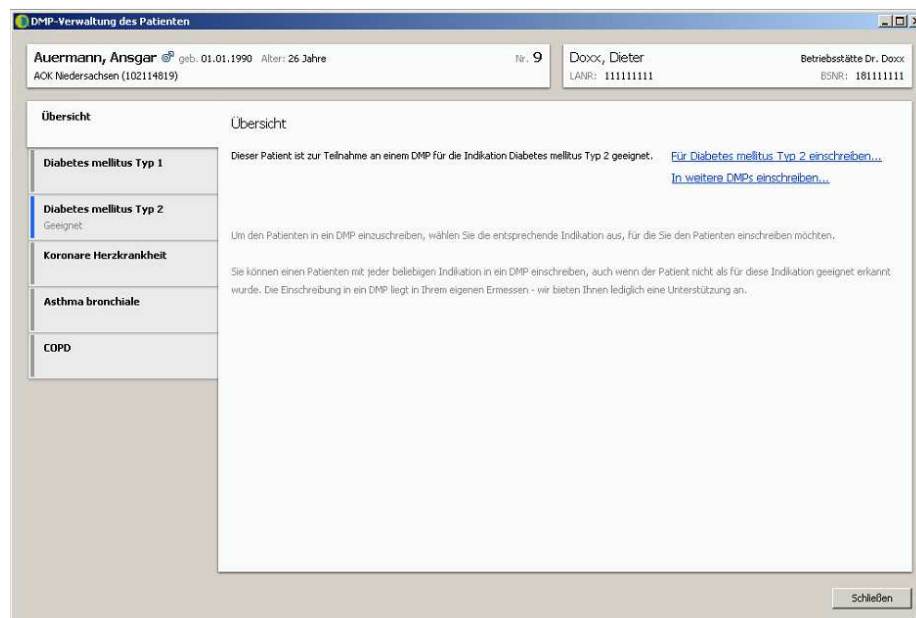 DMP-Verwaltung des Patienten
Auermann, Ansgar geb. 01.01.1990 Alter: 26 Jahre Nr. 9
AOK Niedersachsen (102114819)
Doxx, Dieter Betriebsstätte Dr. Doxx
LANR: 111111111 BSNR: 181111111
Übersicht
Diabetes mellitus Typ 1
Diabetes mellitus Typ 2
Geeignet
Koronare Herzkrankheit
Asthma bronchiale
COPD
Übersicht
Dieser Patient ist zur Teilnahme an einem DMP für die Indikation Diabetes mellitus Typ 2 geeignet. Für Diabetes mellitus Typ 2 einschreiben...
In weitere DMPs einschreiben...
Um den Patienten in ein DMP einzuschreiben, wählen Sie die entsprechende Indikation aus, für die Sie den Patienten einschreiben möchten.
Sie können einen Patienten mit jeder beliebigen Indikation in ein DMP einschreiben, auch wenn der Patient nicht als für diese Indikation geeignet erkannt
wurde. Die Einschreibung in ein DMP liegt in Ihrem eigenen Ermessen - wir bieten Ihnen lediglich eine Unterstützung an.
Schließen